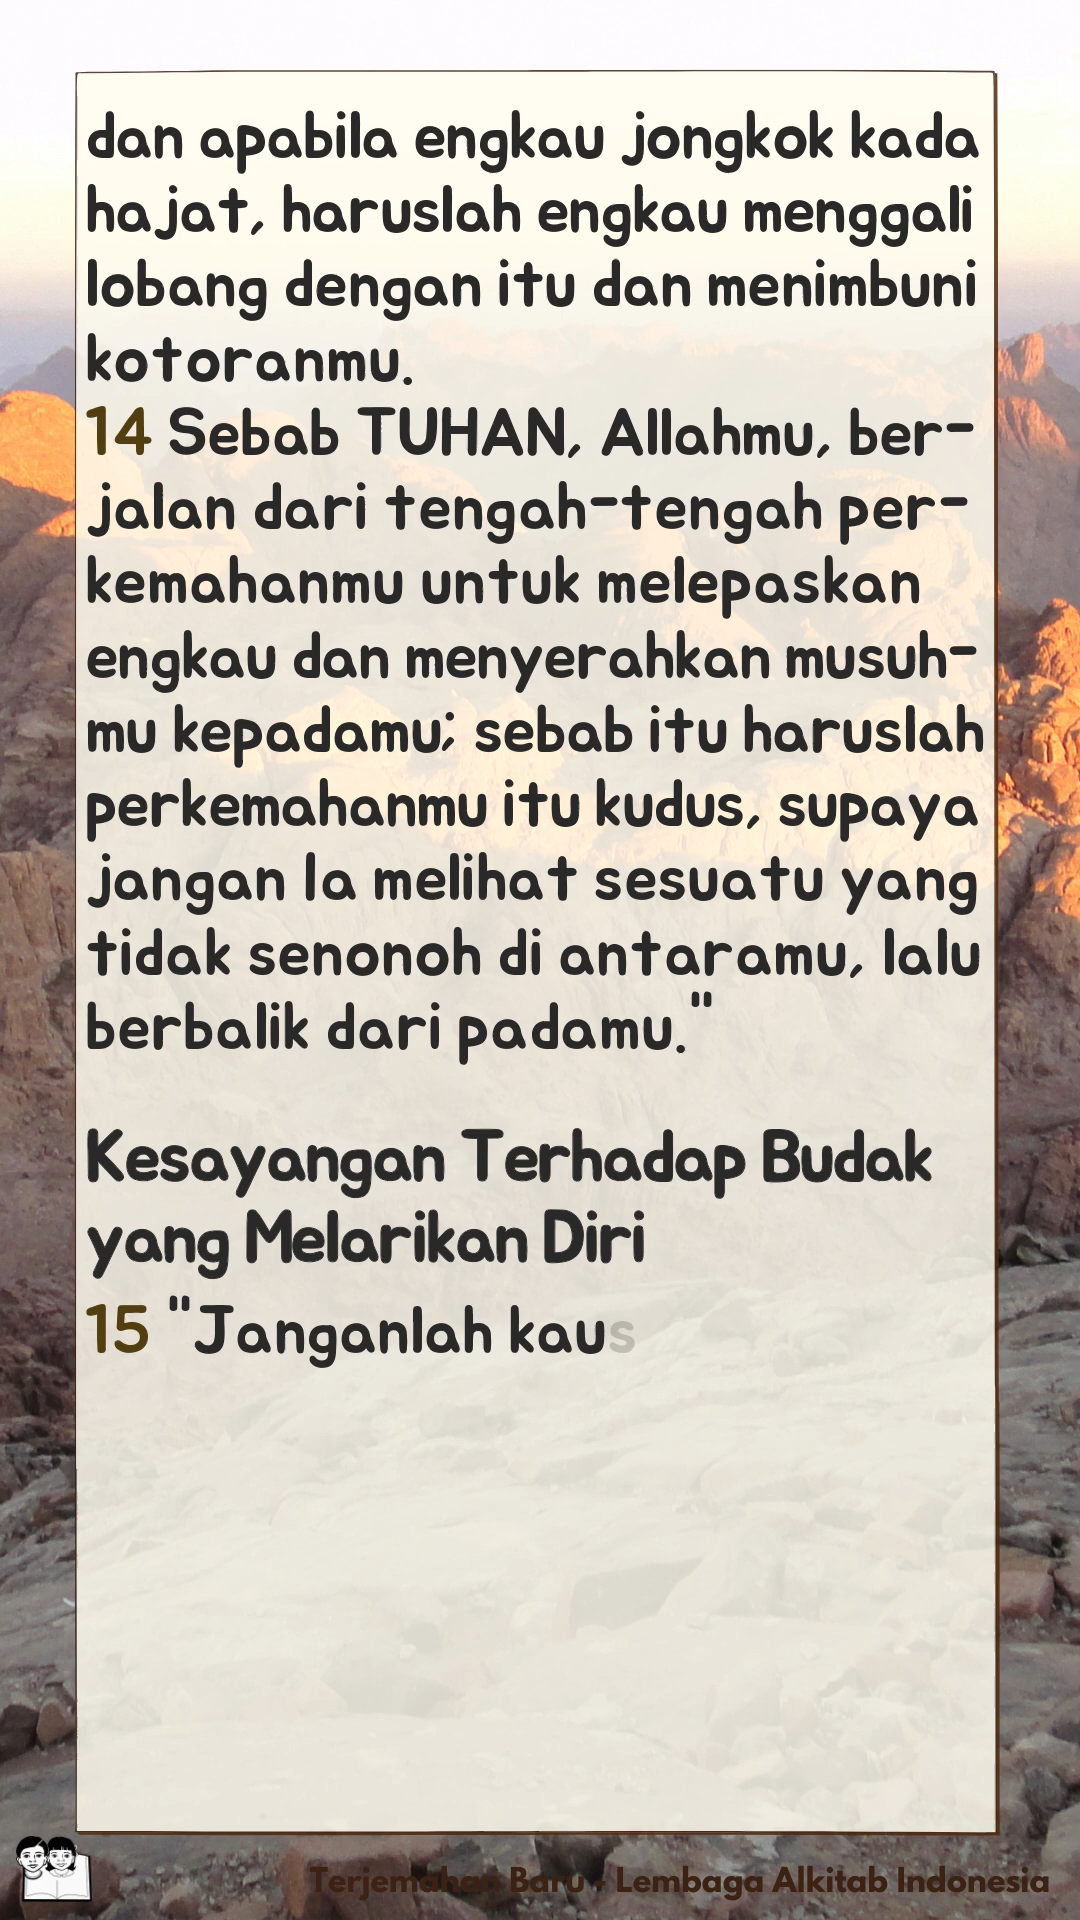 dan apabila engkau jongkok kada
hajat, haruslah engkau menggali
lobang dengan itu dan menimbuni
kotoranmu.
14 Sebab TUHAN, Allahmu, ber-
jalan dari tengah-tengah per-
kemahanmu untuk melepaskan
engkau dan menyerahkan musuh-
mu kepadamu; sebab itu haruslah
perkemahanmu itu kudus, supaya
jangan Ia melihat sesuatu yang
tidak senonoh di antaramu, lalu
berbalik dari padamu."
Kesayangan Terhadap Budak
yang Melarikan Diri
15 "Janganlah kaus
Terjemahan Baru - Lembaga Alkitab Indonesia